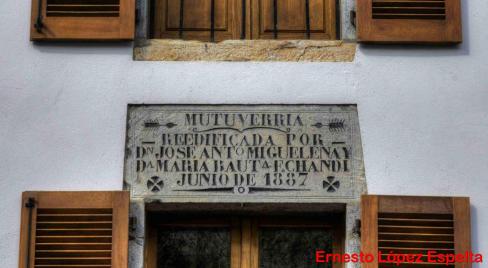 MUTUVERRIA
REEDIFICADA POR
Dⁿ JOSE ANTº MIGUELENA Y
Dª MARIA BAUTª ECHANDI
JUNIO DE 1887
Ernesto López Espelta